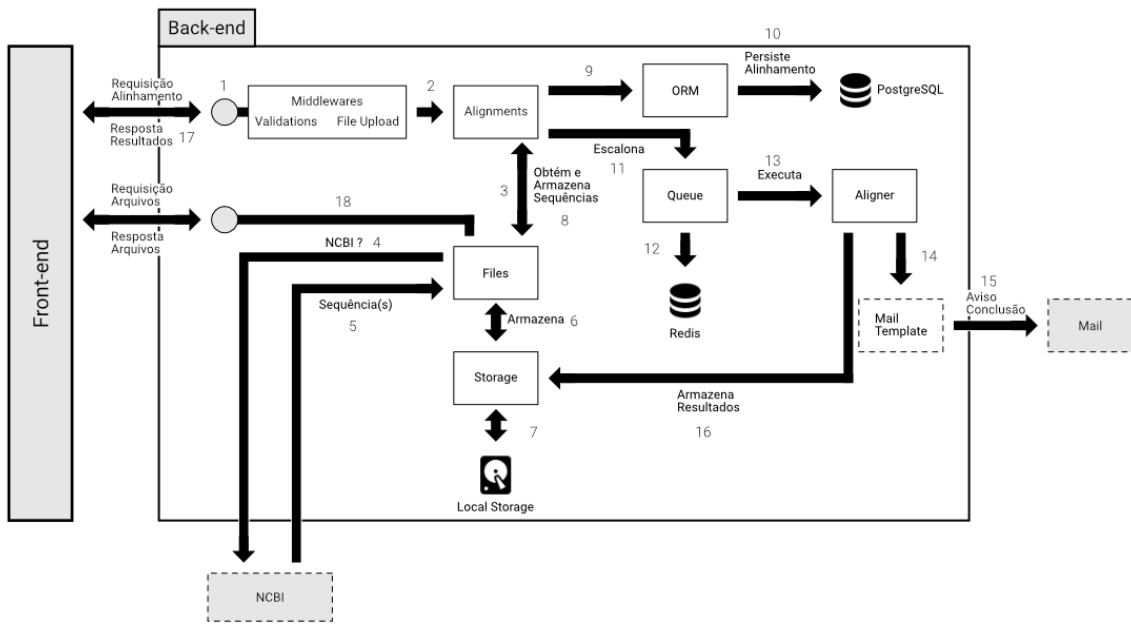 Back-end
10
Requisição
Alinhamento
1
2
9
Persiste
Alinhamento
Middlewares
Validations
File Upload
Alignments
ORM
PostgreSQL
Resposta
Resultados
17
Escalona
11
13
Executa
3
Obtém e
Armazena
Sequências
8
Queue
Aligner
Requisição
Arquivos
18
Resposta
Arquivos
NCBI ?
4
12
14
Front-end
Files
Sequência(s)
5
Armazena
6
Redis
15
Aviso
Conclusão
Mail
Template
Mail
Storage
Armazena
Resultados
16
7
Local Storage
NCBI